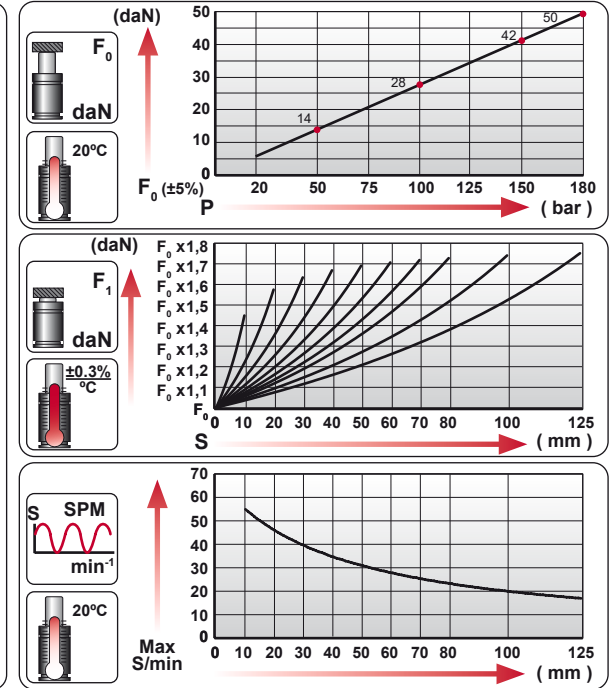 (daN)
F₀
daN
20ºC
50
40
30
20
10
0
14
28
42
50
F₀ (±5%)
20 50 75 100 125 150 180
P
( bar )
(daN)
F₁
daN
±0.3%
ºC
F₀ x1,8
F₀ x1,7
F₀ x1,6
F₀ x1,5
F₀ x1,4
F₀ x1,3
F₀ x1,2
F₀ x1,1
F₀
0 10 20 30 40 50 60 70 80 100 125
S
( mm )
S SPM
min⁻¹
20ºC
70
60
50
40
30
20
10
0
Max
S/min
0 10 20 30 40 50 60 70 80 100 125
( mm )